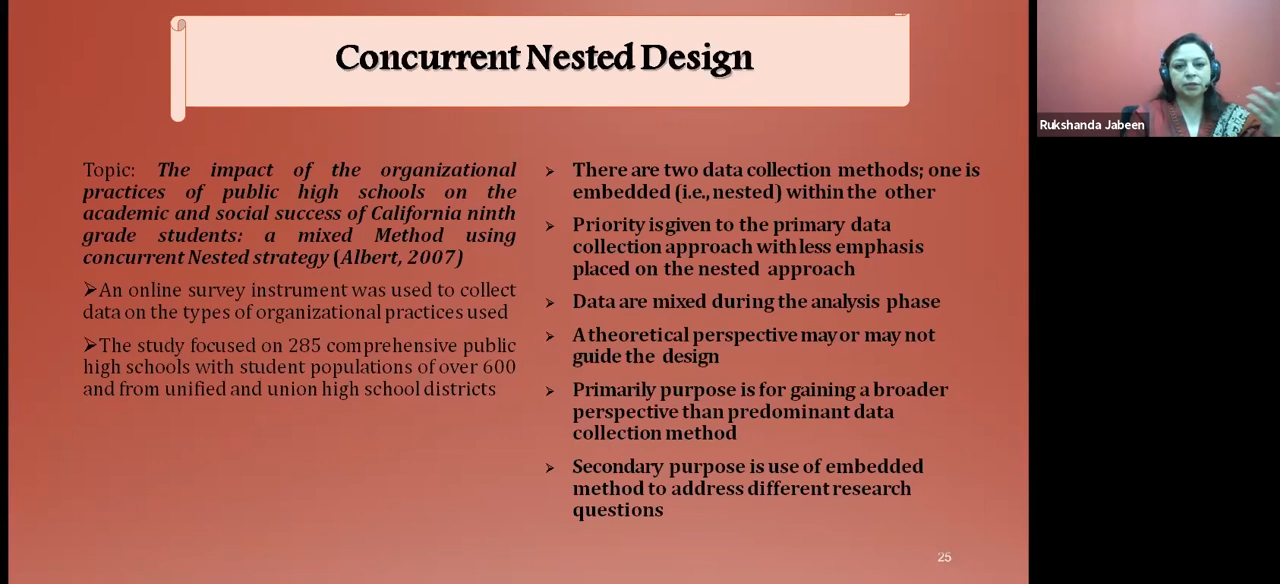 Concurrent Nested Design
Topic: The impact of the organizational
practices of public high schools on the
academic and social success of California ninth
grade students: a mixed Method using
concurrent Nested strategy (Albert, 2007)
➢An online survey instrument was used to collect
data on the types of organizational practices used
➢The study focused on 285 comprehensive public
high schools with student populations of over 600
and from unified and union high school districts
➢ There are two data collection methods; one is
embedded (i.e., nested) within the other
➢ Priority is given to the primary data
collection approach with less emphasis
placed on the nested approach
➢ Data are mixed during the analysis phase
➢ A theoretical perspective may or may not
guide the design
➢ Primarily purpose is for gaining a broader
perspective than predominant data
collection method
➢ Secondary purpose is use of embedded
method to address different research
questions
25
Rukshanda Jabeen